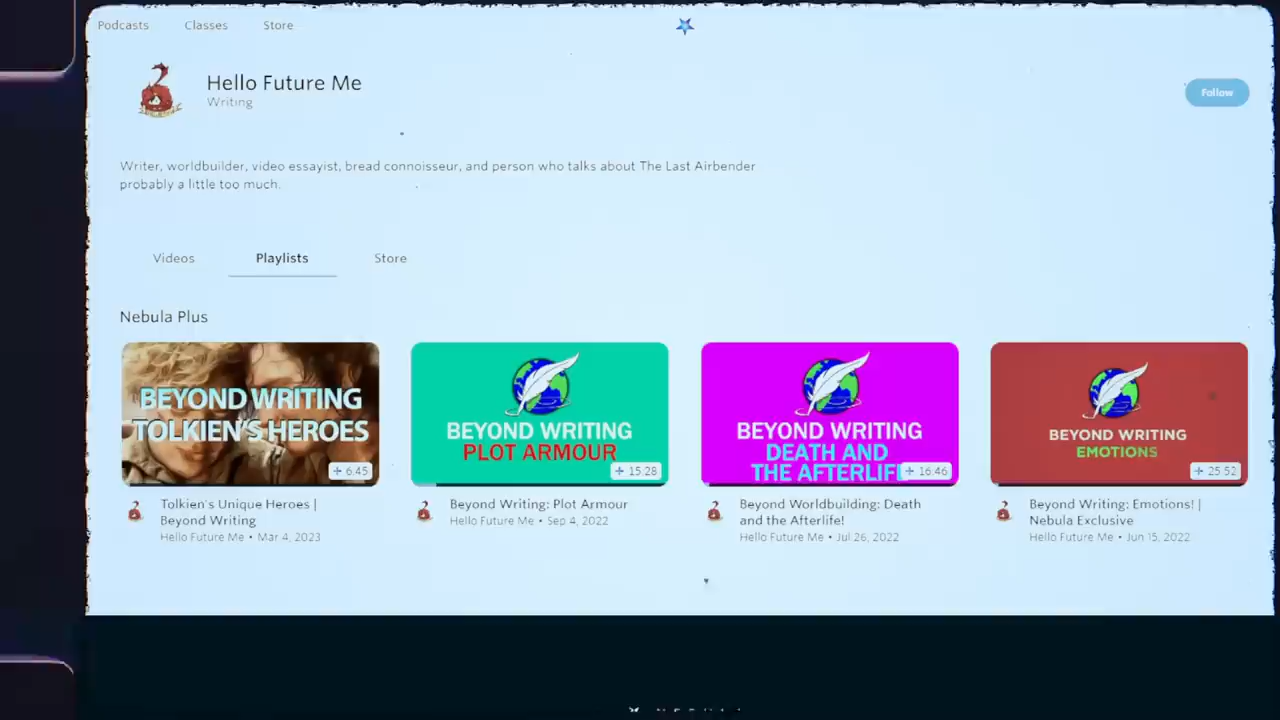 Podcasts Classes Store
Hello Future Me
Writing
Follow
Writer, worldbuilder, video essayist, bread connoisseur, and person who talks about The Last Airbender
probably a little too much.
Videos Playlists Store
Nebula Plus
BEYOND WRITING
TOLKIEN'S HEROES
+ 6:45
Tolkien's Unique Heroes |
Beyond Writing
Hello Future Me • Mar 4, 2023
BEYOND WRITING
PLOT ARMOUR
+ 15:28
Beyond Writing: Plot Armour
Hello Future Me • Sep 4, 2022
BEYOND WRITING
DEATH AND
THE AFTERLIFE
+ 16:46
Beyond Worldbuilding: Death
and the Afterlife!
Hello Future Me • Jul 26, 2022
BEYOND WRITING
EMOTIONS
+ 25:52
Beyond Writing: Emotions! |
Nebula Exclusive
Hello Future Me • Jun 15, 2022